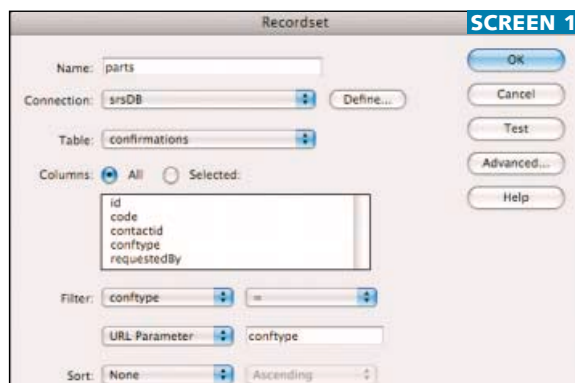 Recordset
SCREEN 1
Name: parts
OK
Connection: srsDB Define...
Cancel
Table: confirmations
Test
Columns: All Selected:
Advanced...
id
Help
code
contactid
conftype
requestedBy
Filter: conftype =
URL Parameter conftype
Sort: None Ascending